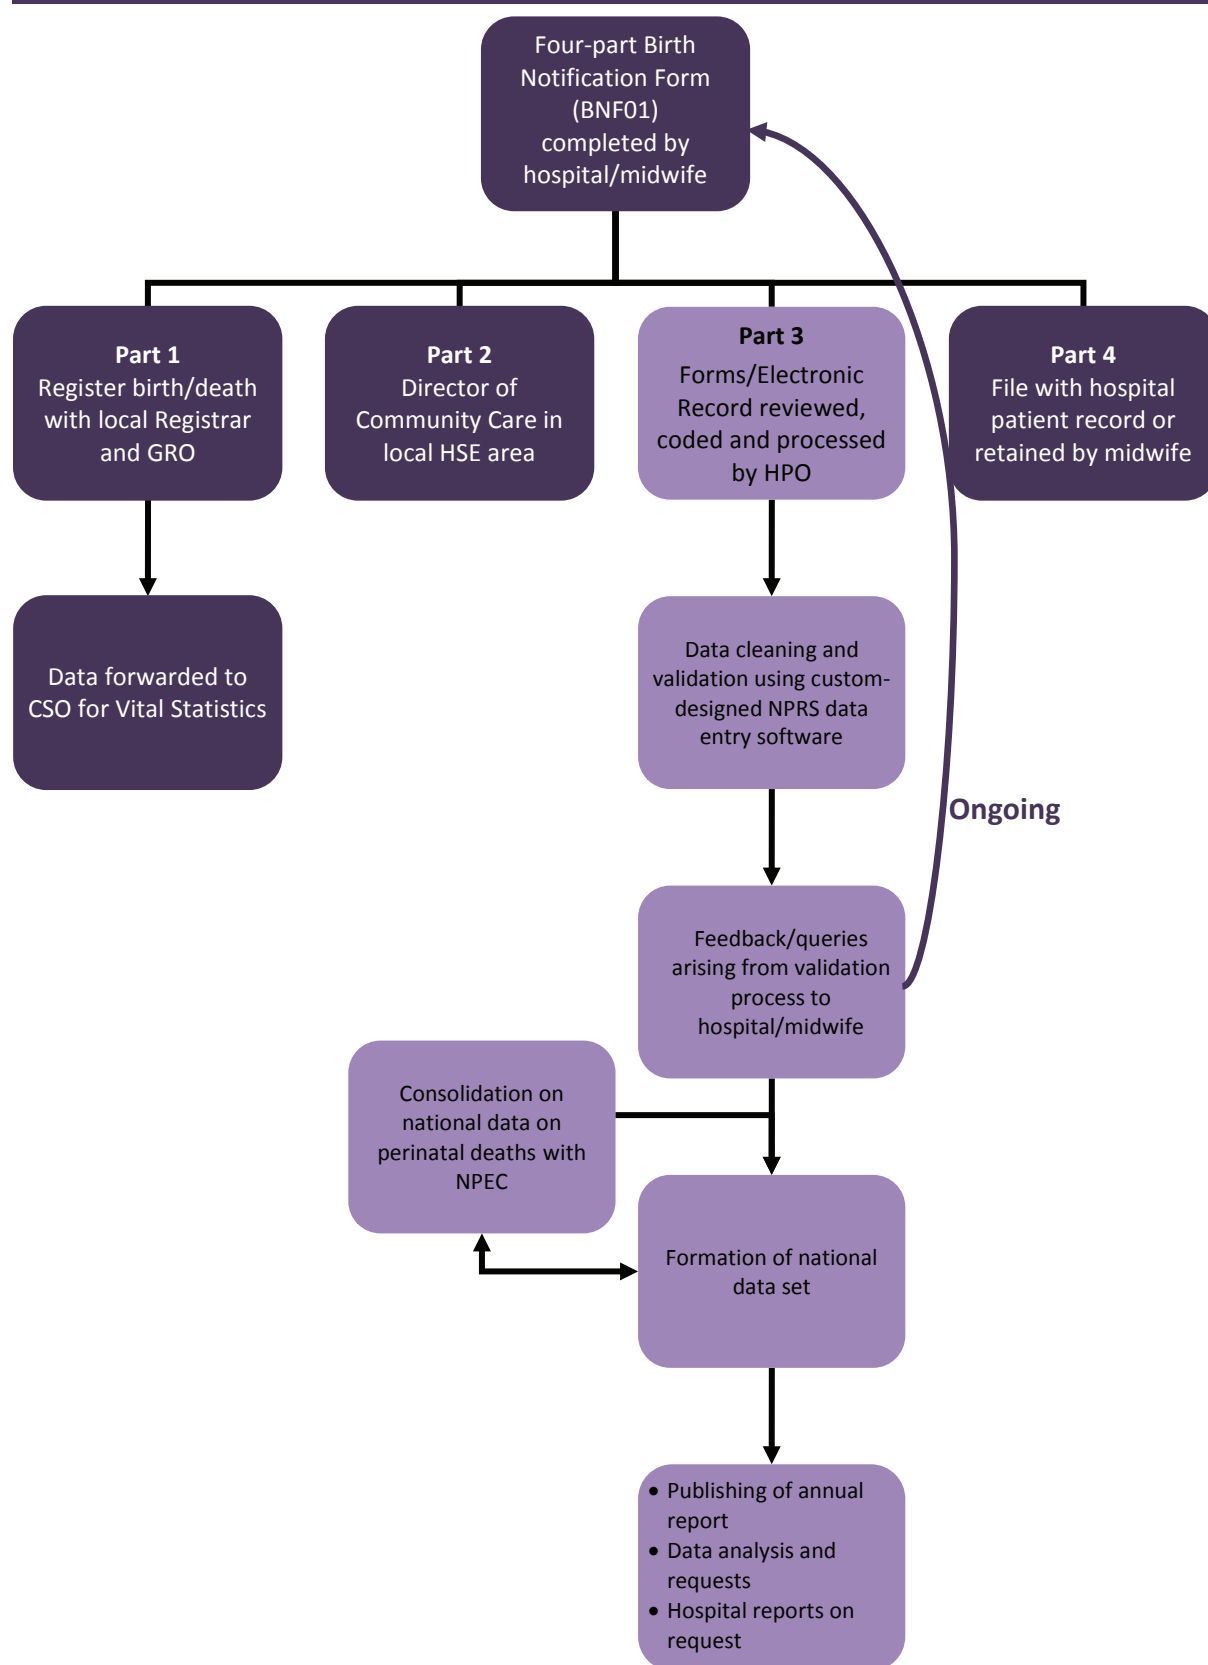 Four-part Birth
Notification Form
(BNF01)
completed by
hospital/midwife
Part 1
Register birth/death
with local Registrar
and GRO
Part 2
Director of
Community Care in
local HSE area
Part 3
Forms/Electronic
Record reviewed,
coded and processed
by HPO
Part 4
File with hospital
patient record or
retained by midwife
Data forwarded to
CSO for Vital Statistics
Data cleaning and
validation using custom-
designed NPRS data
entry software
Ongoing
Feedback/queries
arising from validation
process to
hospital/midwife
Consolidation on
national data on
perinatal deaths with
NPEC
Formation of national
data set
• Publishing of annual
report
• Data analysis and
requests
• Hospital reports on
request